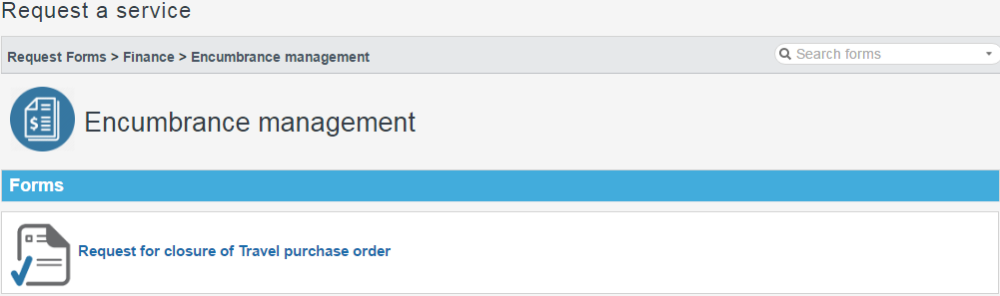 Request a service
Request Forms > Finance > Encumbrance management
Search forms
$
Encumbrance management
Forms
Request for closure of Travel purchase order